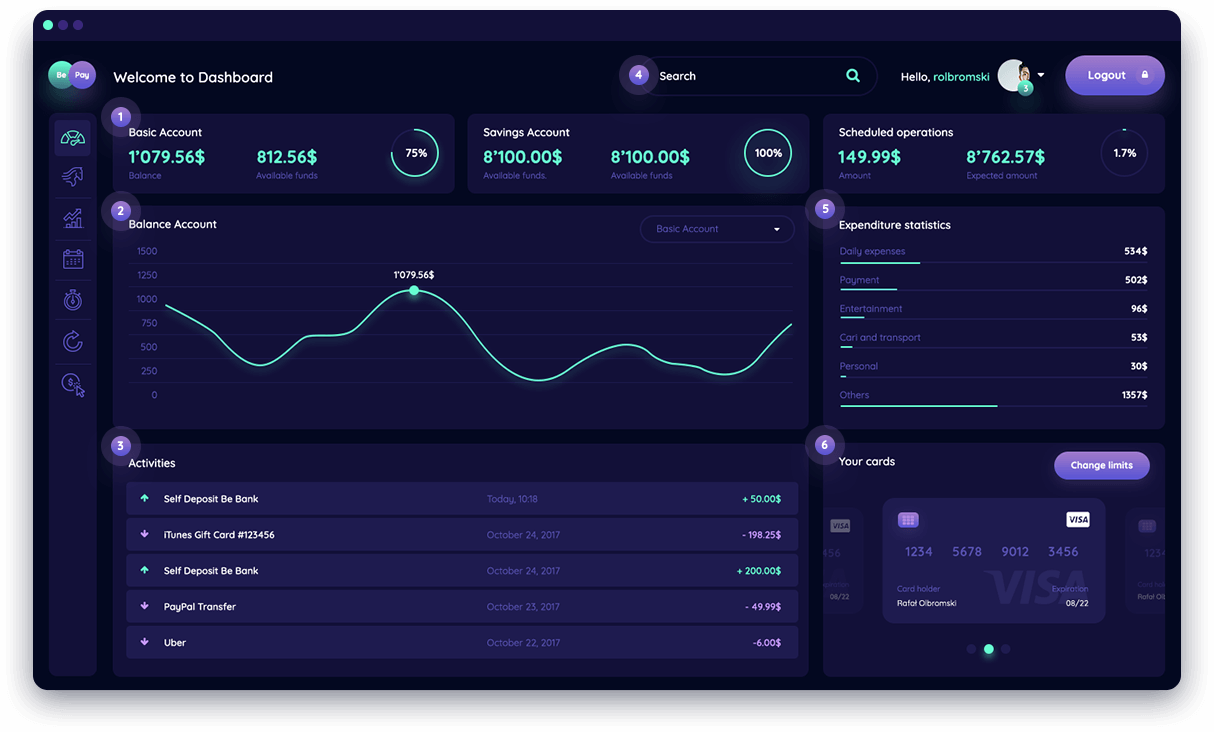 Be Pay
Welcome to Dashboard
4 Search
Hello, rolbromski
3
Logout
1
Basic Account
1'079.56$ 812.56$
Balance Available funds
75%
Savings Account
8'100.00$ 8'100.00$
Available funds. Available funds
100%
Scheduled operations
149.99$ 8'762.57$
Amount Expected amount
1.7%
2
Balance Account
Basic Account
1500
1250
1000
750
500
250
0
1'079.56$
5
Expenditure statistics
Daily expenses 534$
Payment 502$
Entertainment 96$
Cari and transport 53$
Personal 30$
Others 1357$
3
Activities
Self Deposit Be Bank Today, 10:18 + 50.00$
iTunes Gift Card #123456 October 24, 2017 - 198.25$
Self Deposit Be Bank October 24, 2017 + 200.00$
PayPal Transfer October 23, 2017 - 49.99$
Uber October 22, 2017 -6.00$
6
Your cards
Change limits
VISA
456
08/22
VISA
1234 5678 9012 3456
VISA
Card holder Expiration
Rafał Olbromski 08/22
123
Card ho
Rafał Olb